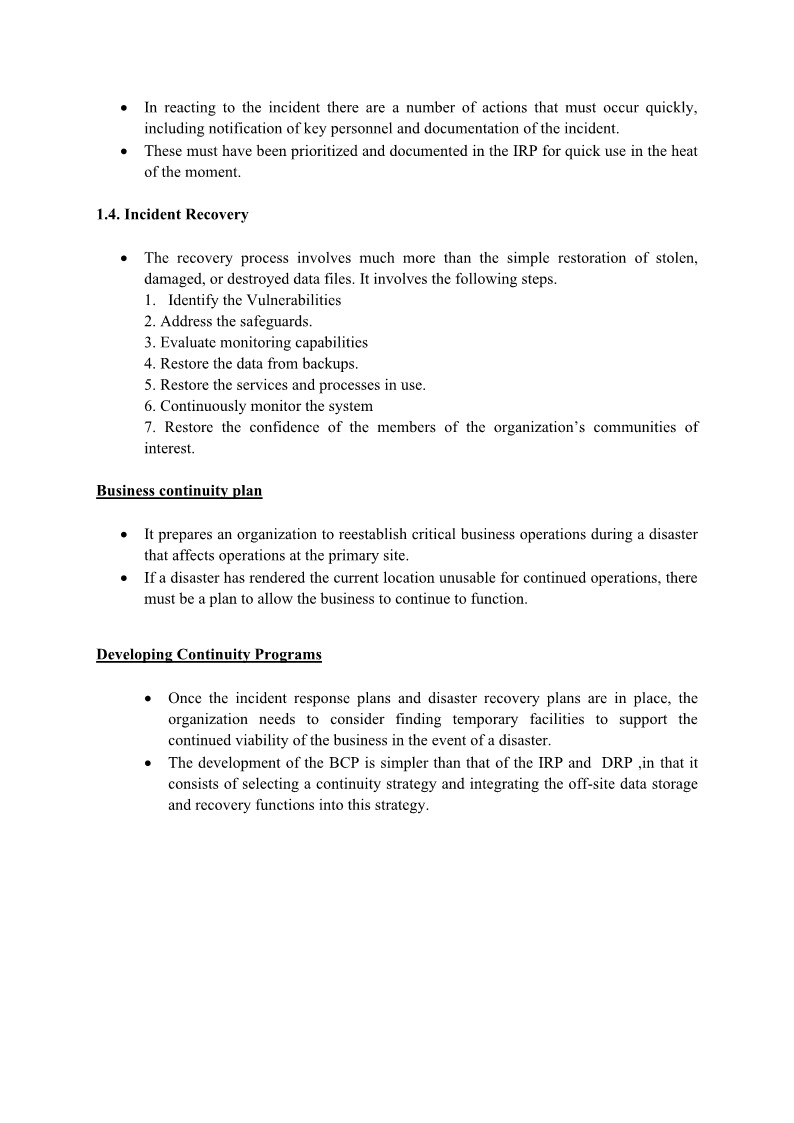 • In reacting to the incident there are a number of actions that must occur quickly,
including notification of key personnel and documentation of the incident.
• These must have been prioritized and documented in the IRP for quick use in the heat
of the moment.
1.4. Incident Recovery
• The recovery process involves much more than the simple restoration of stolen,
damaged, or destroyed data files. It involves the following steps.
1. Identify the Vulnerabilities
2. Address the safeguards.
3. Evaluate monitoring capabilities
4. Restore the data from backups.
5. Restore the services and processes in use.
6. Continuously monitor the system
7. Restore the confidence of the members of the organization’s communities of
interest.
Business continuity plan
• It prepares an organization to reestablish critical business operations during a disaster
that affects operations at the primary site.
• If a disaster has rendered the current location unusable for continued operations, there
must be a plan to allow the business to continue to function.
Developing Continuity Programs
• Once the incident response plans and disaster recovery plans are in place, the
organization needs to consider finding temporary facilities to support the
continued viability of the business in the event of a disaster.
• The development of the BCP is simpler than that of the IRP and  DRP ,in that it
consists of selecting a continuity strategy and integrating the off-site data storage
and recovery functions into this strategy.